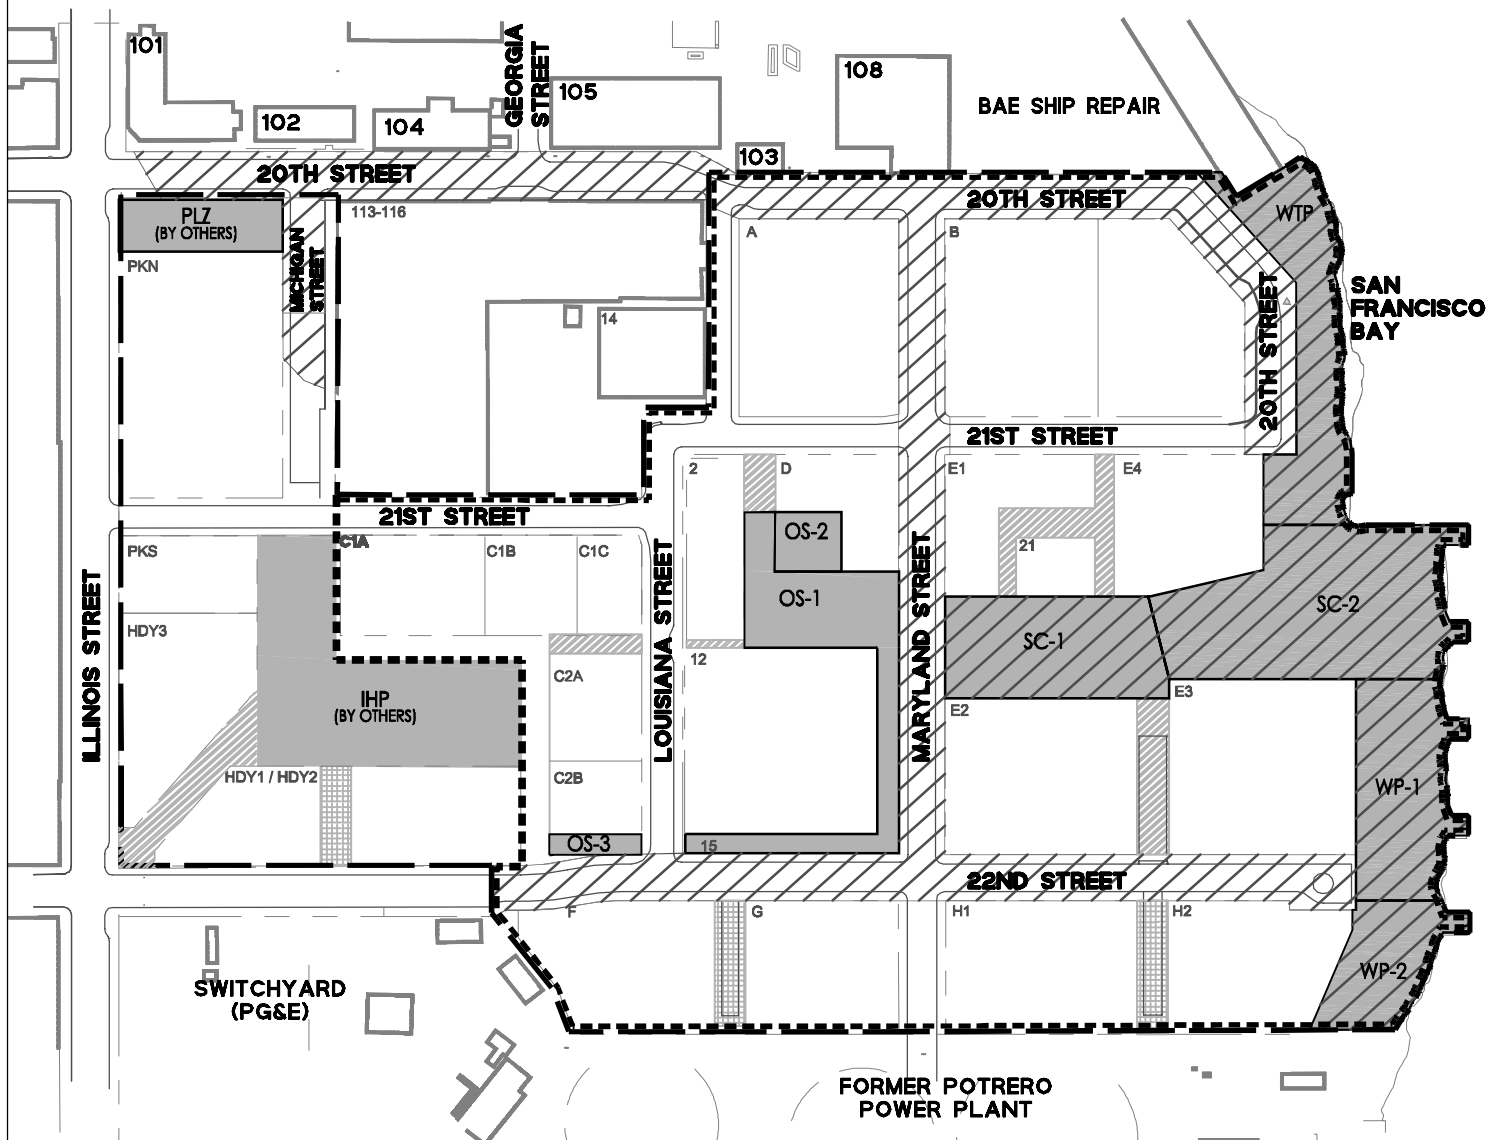 101
102
104
GEORGIA
STREET
105
103
108
BAE SHIP REPAIR
20TH STREET
20TH STREET
WTP
PLZ
(BY OTHERS)
MICHIGAN
STREET
113-116
A
B
PKN
20TH STREET
SAN
FRANCISCO
BAY
14
21ST STREET
2
D
E1
E4
21ST STREET
OS-2
PKS
C1A
C1B
C1C
21
OS-1
SC-2
ILLINOIS STREET
LOUISIANA STREET
MARYLAND STREET
HDY3
SC-1
12
C2A
E3
IHP
(BY OTHERS)
E2
HDY1 / HDY2
C2B
WP-1
OS-3
15
22ND STREET
F
G
H1
H2
WP-2
SWITCHYARD
(PG&E)
FORMER POTRERO
POWER PLANT